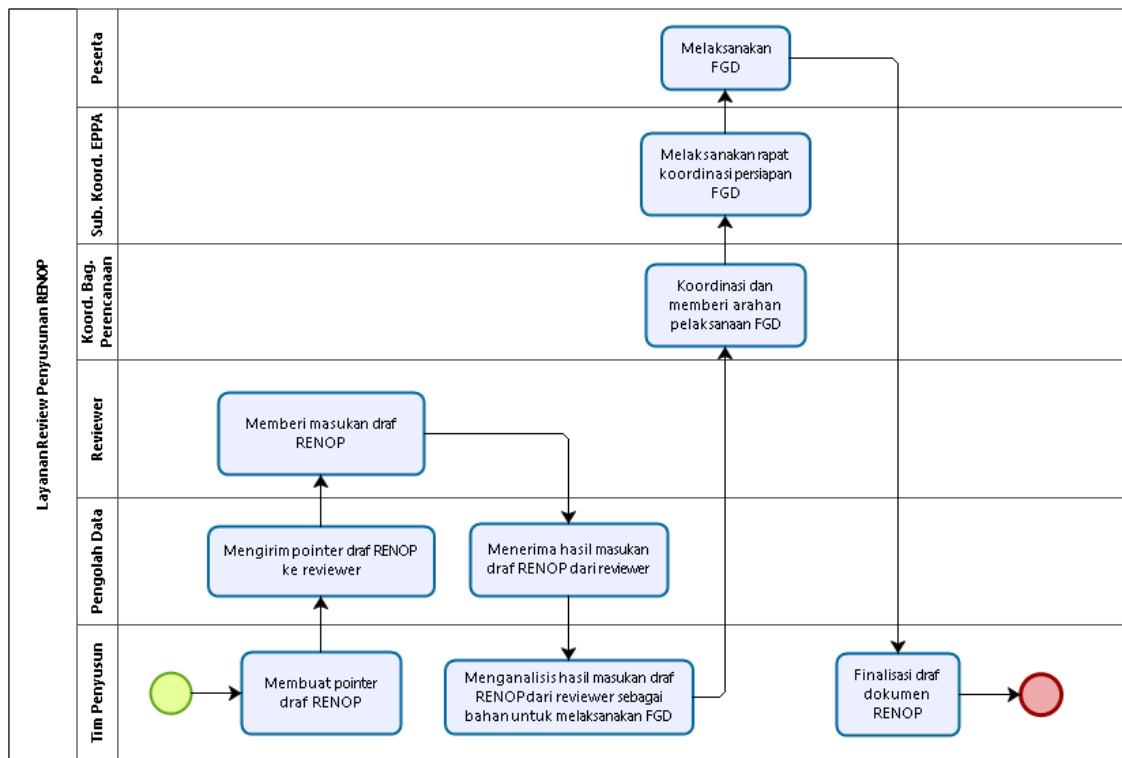 Layanan Review Penyusunan RENOP
Peserta
Melaksanakan
FGD
Sub. Koord. EPPA
Melaksanakan rapat
koordinasi persiapan
FGD
Koord. Bag.
Perencanaan
Koordinasi dan
memberi arahan
pelaksanaan FGD
Reviewer
Memberi masukan draf
RENOP
Pengolah Data
Mengirim pointer draf RENOP
ke reviewer
Menerima hasil masukan
draf RENOP dari reviewer
Tim Penyusun
Membuat pointer
draf RENOP
Menganalisis hasil masukan draf
RENOP dari reviewer sebagai
bahan untuk melaksanakan FGD
Finalisasi draf
dokumen
RENOP